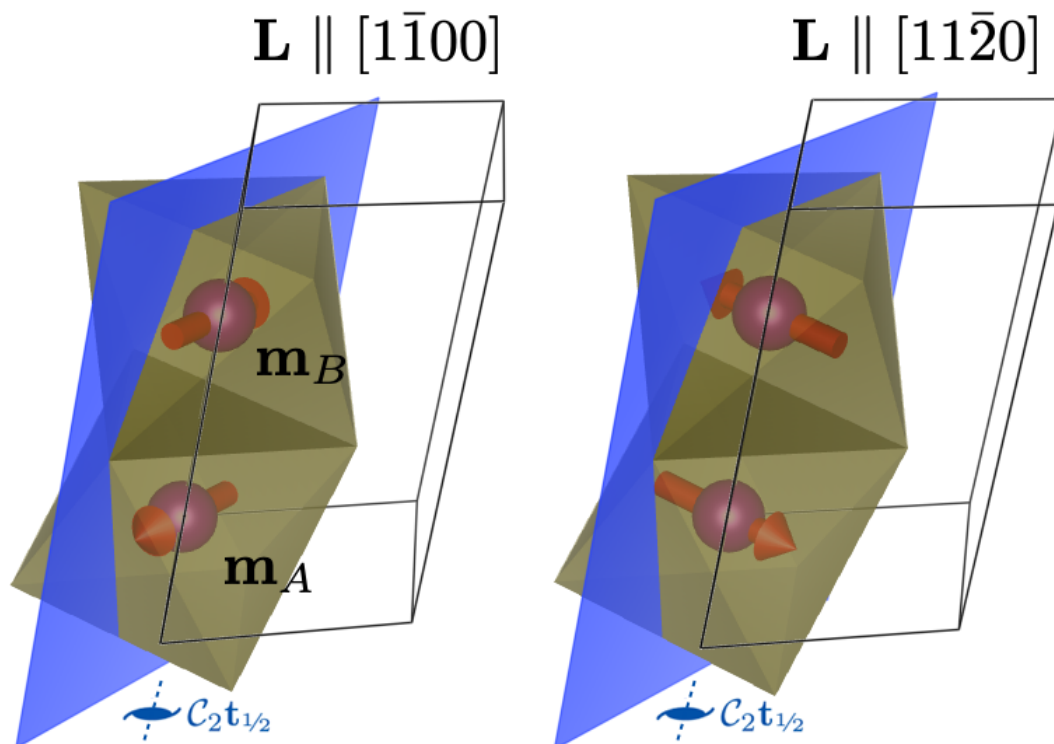 L ∥ [11̄00]
L ∥ [112̄0]
m_B
m_A
C₂t₁/₂
C₂t₁/₂